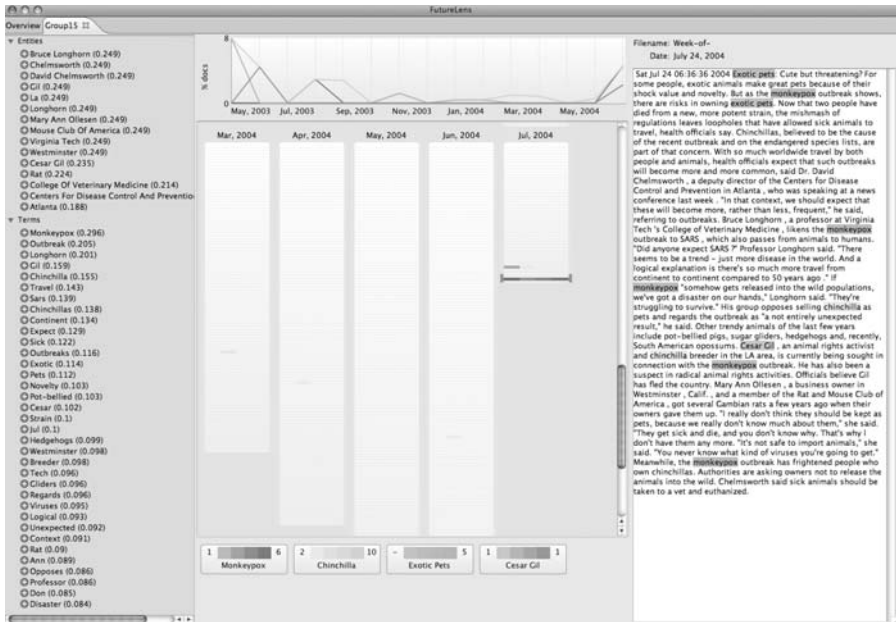 FutureLens
Overview Group15
Entities
Bruce Longhorn (0.249)
Chelmsworth (0.249)
David Chelmsworth (0.249)
Gil (0.249)
La (0.249)
Longhorn (0.249)
Mary Ann Ollesen (0.249)
Mouse Club Of America (0.249)
Virginia Tech (0.249)
Westminster (0.249)
Cesar Gil (0.235)
Rat (0.224)
College Of Veterinary Medicine (0.214)
Centers For Disease Control And Preventio
Atlanta (0.188)
Terms
Monkeypox (0.296)
Outbreak (0.205)
Longhorn (0.201)
Gil (0.159)
Chinchilla (0.155)
Travel (0.143)
Sars (0.139)
Chinchillas (0.138)
Continent (0.134)
Expect (0.129)
Sick (0.122)
Outbreaks (0.116)
Exotic (0.114)
Pets (0.112)
Novelty (0.103)
Pot-bellied (0.103)
Cesar (0.102)
Strain (0.1)
Jul (0.1)
Hedgehogs (0.099)
Westminster (0.098)
Breeder (0.098)
Tech (0.096)
Gliders (0.096)
Regards (0.096)
Viruses (0.095)
Logical (0.093)
Unexpected (0.092)
Context (0.091)
Rat (0.09)
Ann (0.089)
Opposes (0.086)
Professor (0.086)
Don (0.085)
Disaster (0.084)
8
% docs
0
May, 2003 Jul, 2003 Sep, 2003 Nov, 2003 Jan, 2004 Mar, 2004 May, 2004
Mar, 2004 Apr, 2004 May, 2004 Jun, 2004 Jul, 2004
1 6 2 10 - 5 1 3
Monkeypox Chinchilla Exotic Pets Cesar Gil
Filename: Week-of-
Date: July 24, 2004
Sat Jul 24 06:36:36 2004 Exotic pets: Cute but threatening? For
some people, exotic animals make great pets because of their
shock value and novelty. But as the monkeypox outbreak shows,
there are risks in owning exotic pets. Now that two people have
died from a new, more potent strain, the mishmash of
regulations leaves loopholes that have allowed sick animals to
travel, health officials say. Chinchillas, believed to be the cause
of the recent outbreak and on the endangered species lists, are
part of that concern. With so much worldwide travel by both
people and animals, health officials expect that such outbreaks
will become more and more common, said Dr. David
Chelmsworth , a deputy director of the Centers for Disease
Control and Prevention in Atlanta , who was speaking at a news
conference last week . "In that context, we should expect that
these will become more, rather than less, frequent," he said,
referring to outbreaks. Bruce Longhorn , a professor at Virginia
Tech 's College of Veterinary Medicine , likens the monkeypox
outbreak to SARS , which also passes from animals to humans.
"Did anyone expect SARS ?" Professor Longhorn said. "There
seems to be a trend - just more disease in the world. And a
logical explanation is there's so much more travel from
continent to continent compared to 50 years ago ." If
monkeypox "somehow gets released into the wild populations,
we've got a disaster on our hands," Longhorn said. "They're
struggling to survive." His group opposes selling chinchilla as
pets and regards the outbreak as "a not entirely unexpected
result," he said. Other trendy animals of the last few years
include pot-bellied pigs, sugar gliders, hedgehogs and, recently,
South American opossums. Cesar Gil , an animal rights activist
and chinchilla breeder in the LA area, is currently being sought in
connection with the monkeypox outbreak. He has also been a
suspect in radical animal rights activities. Officials believe Gil
has fled the country. Mary Ann Ollesen , a business owner in
Westminster , Calif. , and a member of the Rat and Mouse Club of
America , got several Gambian rats a few years ago when their
owners gave them up. "I really don't think they should be kept as
pets, because we really don't know much about them," she said.
"They get sick and die, and you don't know why. That's why I
don't have them any more. "It's not safe to import animals," she
said. "You never know what kind of viruses you're going to get."
Meanwhile, the monkeypox outbreak has frightened people who
own chinchillas. Authorities are asking owners not to release the
animals into the wild. Chelmsworth said sick animals should be
taken to a vet and euthanized.